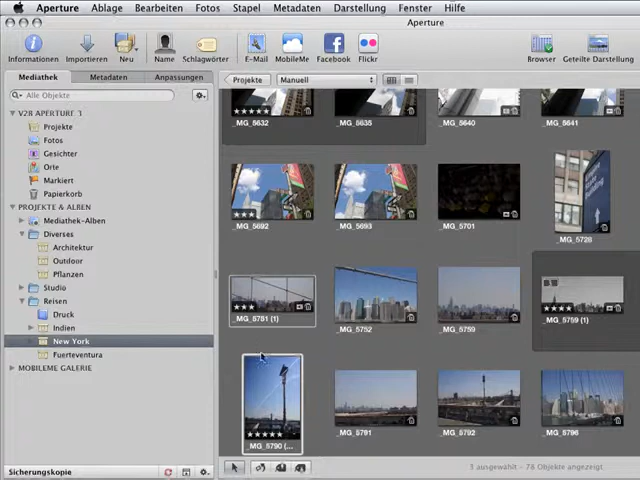 Aperture Ablage Bearbeiten Fotos Stapel Metadaten Darstellung Fenster Hilfe
Aperture
Informationen Importieren Neu Name Schlagwörter E-Mail MobileMe Facebook Flickr Browser Geteilte Darstellung
Mediathek Metadaten Anpassungen
Projekte Manuell
Alle Objekte
V2B APERTURE 3
Projekte
Fotos
Gesichter
Orte
Markiert
Papierkorb
PROJEKTE & ALBEN
Mediathek-Alben
Diverses
Architektur
Outdoor
Pflanzen
Studio
Reisen
Druck
Indien
New York
Fuerteventura
MOBILEME GALERIE
_MG_5632 _MG_5635 _MG_5640 _MG_5641
_MG_5692 _MG_5693 _MG_5701 _MG_5728
_MG_5751 (1) _MG_5752 _MG_5759 _MG_5759 (1)
_MG_5790 (... _MG_5791 _MG_5792 _MG_5796
Sicherungskopie
3 ausgewählt - 78 Objekte angezeigt